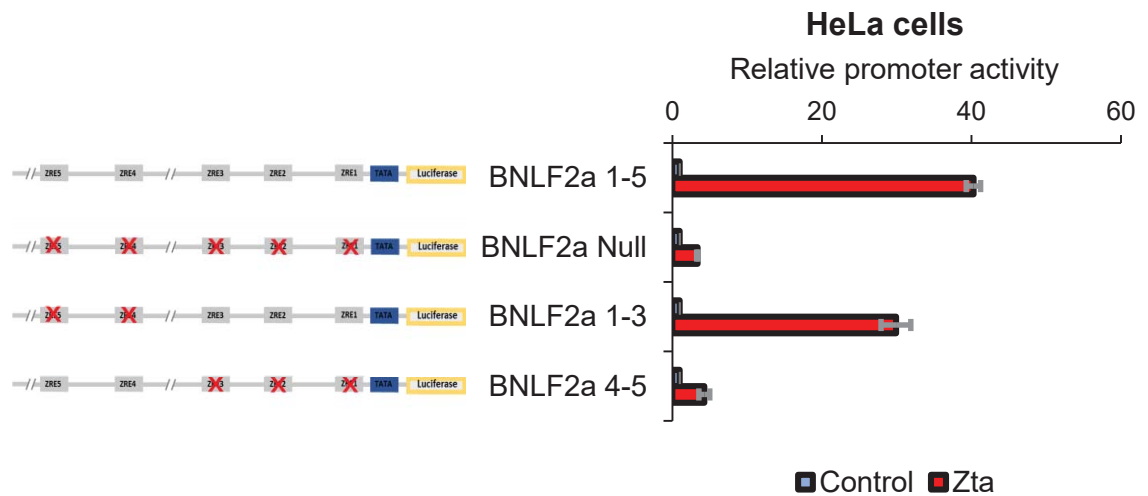 HeLa cells
Relative promoter activity
0 20 40 60
// ZRE5 ZRE4 // ZRE3 ZRE2 ZRE1 TATA Luciferase BNLF2a 1-5
// // TATA Luciferase BNLF2a Null
// // ZRE3 ZRE2 ZRE1 TATA Luciferase BNLF2a 1-3
// ZRE5 ZRE4 // TATA Luciferase BNLF2a 4-5
Control Zta